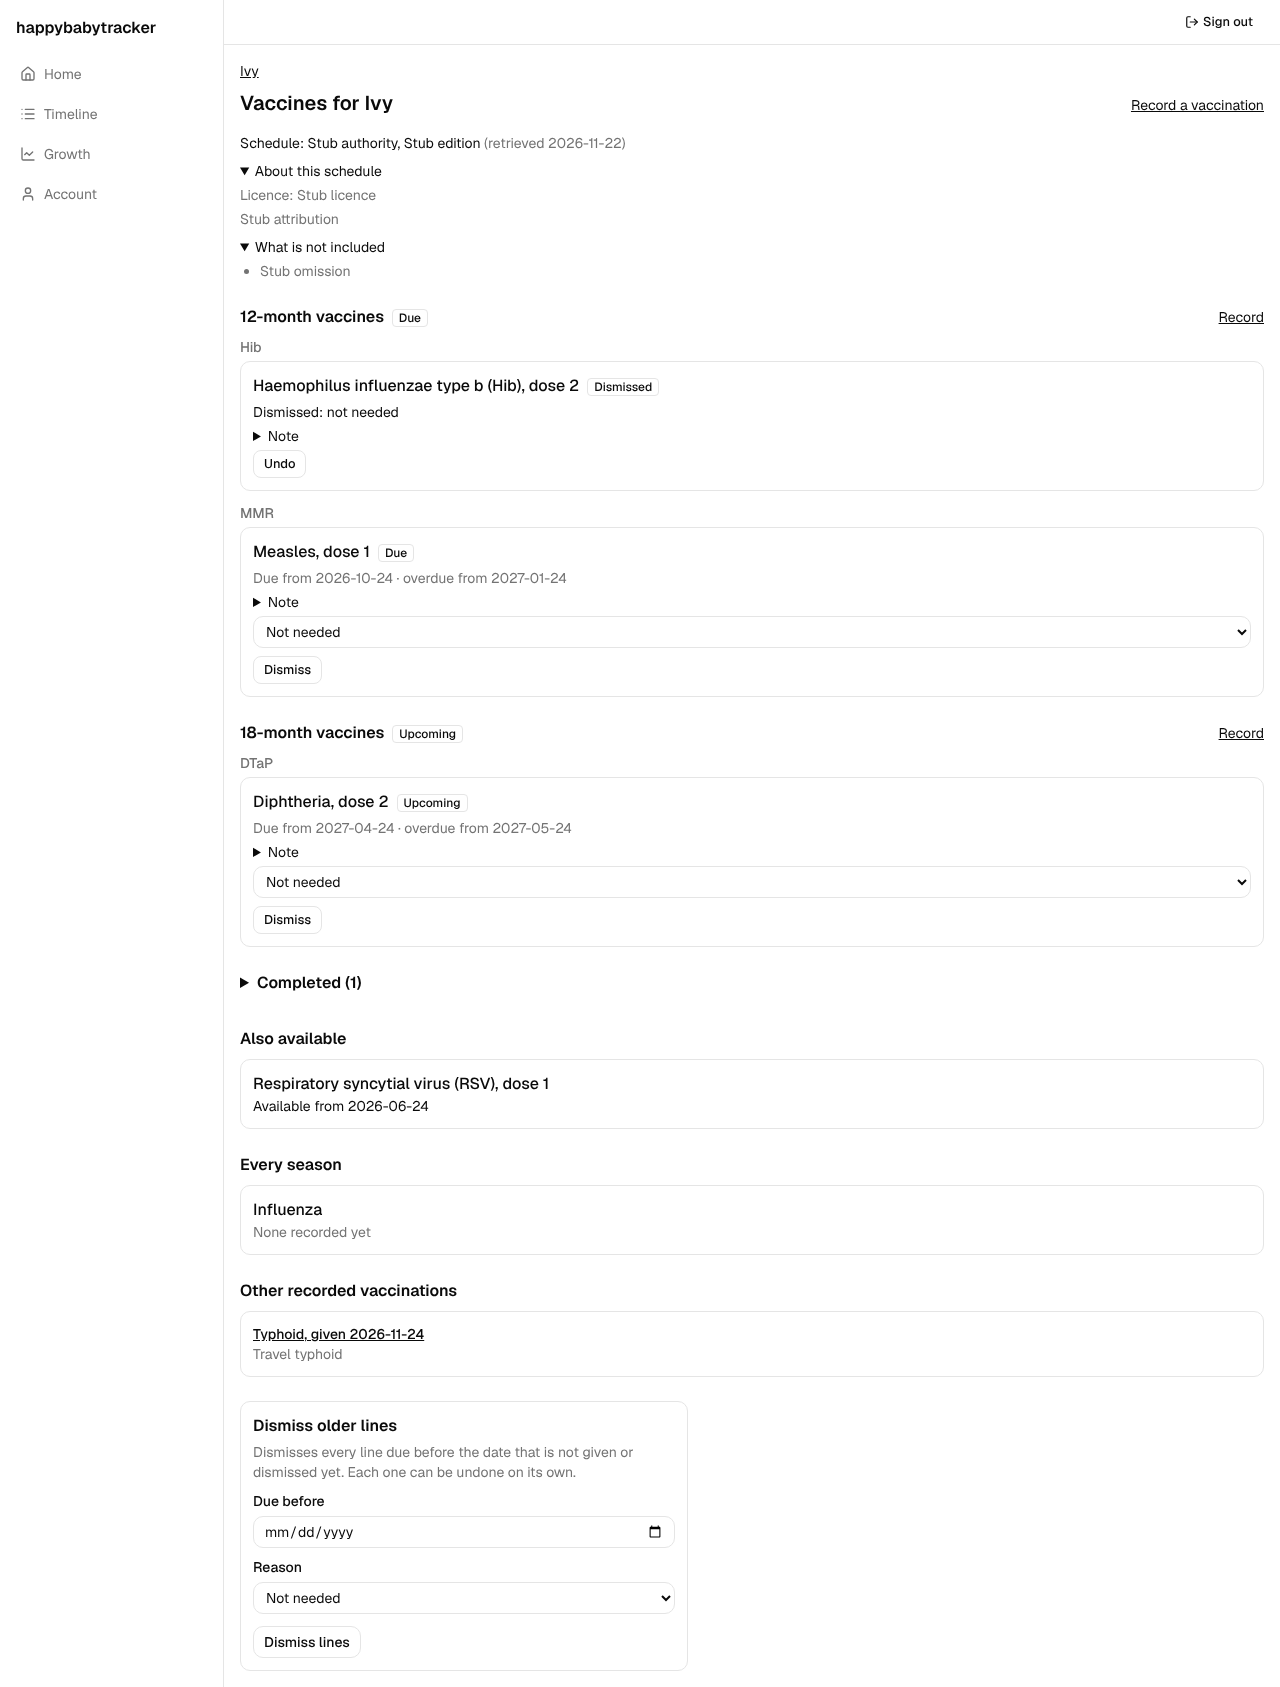 happybabytracker
Sign out
Home
Timeline
Growth
Account
Ivy
Vaccines for Ivy
Record a vaccination
Schedule: Stub authority, Stub edition (retrieved 2026-11-22)
About this schedule
Licence: Stub licence
Stub attribution
What is not included
Stub omission
12-month vaccines Due
Record
Hib
Haemophilus influenzae type b (Hib), dose 2 Dismissed
Dismissed: not needed
Note
Undo
MMR
Measles, dose 1 Due
Due from 2026-10-24 · overdue from 2027-01-24
Note
Not needed
Dismiss
18-month vaccines Upcoming
Record
DTaP
Diphtheria, dose 2 Upcoming
Due from 2027-04-24 · overdue from 2027-05-24
Note
Not needed
Dismiss
Completed (1)
Also available
Respiratory syncytial virus (RSV), dose 1
Available from 2026-06-24
Every season
Influenza
None recorded yet
Other recorded vaccinations
Typhoid, given 2026-11-24
Travel typhoid
Dismiss older lines
Dismisses every line due before the date that is not given or
dismissed yet. Each one can be undone on its own.
Due before
mm/dd/yyyy
Reason
Not needed
Dismiss lines